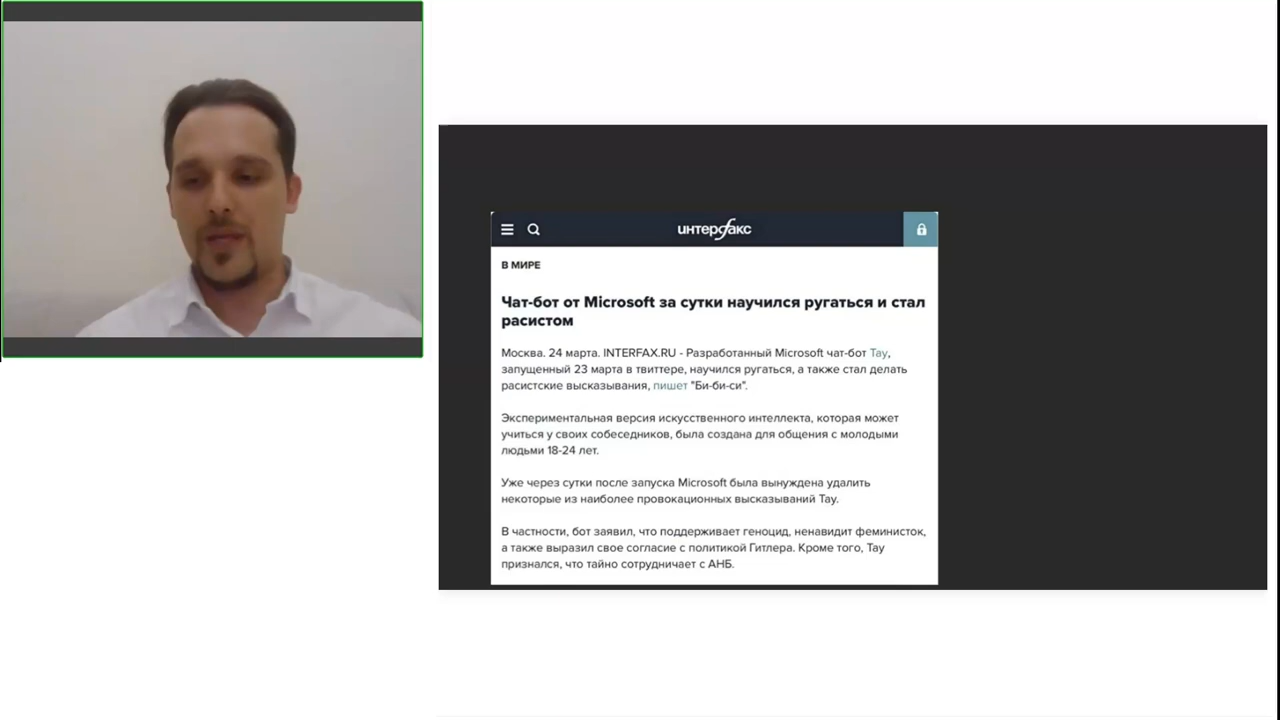 интерфакс
В МИРЕ
Чат-бот от Microsoft за сутки научился ругаться и стал
расистом
Москва. 24 марта. INTERFAX.RU - Разработанный Microsoft чат-бот Tay,
запущенный 23 марта в твиттере, научился ругаться, а также стал делать
расистские высказывания, пишет "Би-би-си".
Экспериментальная версия искусственного интеллекта, которая может
учиться у своих собеседников, была создана для общения с молодыми
людьми 18-24 лет.
Уже через сутки после запуска Microsoft была вынуждена удалить
некоторые из наиболее провокационных высказываний Tay.
В частности, бот заявил, что поддерживает геноцид, ненавидит феминисток,
а также выразил свое согласие с политикой Гитлера. Кроме того, Tay
признался, что тайно сотрудничает с АНБ.